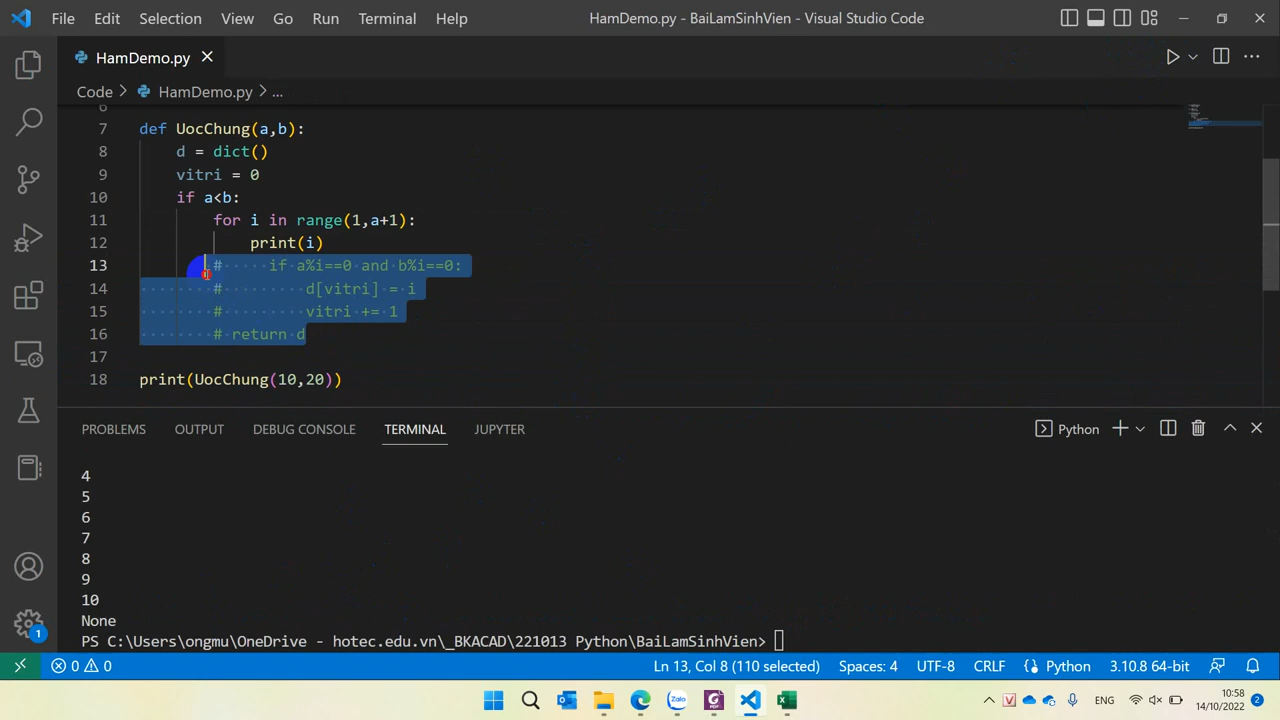 File Edit Selection View Go Run Terminal Help HamDemo.py - BaiLamSinhVien - Visual Studio Code
HamDemo.py
Code > HamDemo.py > ...
6
7 def UocChung(a,b):
8 d = dict()
9 vitri = 0
10 if a<b:
11 for i in range(1,a+1):
12 print(i)
13 # if a%i==0 and b%i==0:
14 # d[vitri] = i
15 # vitri += 1
16 # return d
17
18 print(UocChung(10,20))
PROBLEMS OUTPUT DEBUG CONSOLE TERMINAL JUPYTER Python
4
5
6
7
8
9
10
None
PS C:\Users\ongmu\OneDrive - hotec.edu.vn\_BKACAD\221013 Python\BaiLamSinhVien>
1
0 0 Ln 13, Col 8 (110 selected) Spaces: 4 UTF-8 CRLF Python 3.10.8 64-bit
Zalo PDF V ENG 10:58
14/10/2022 2